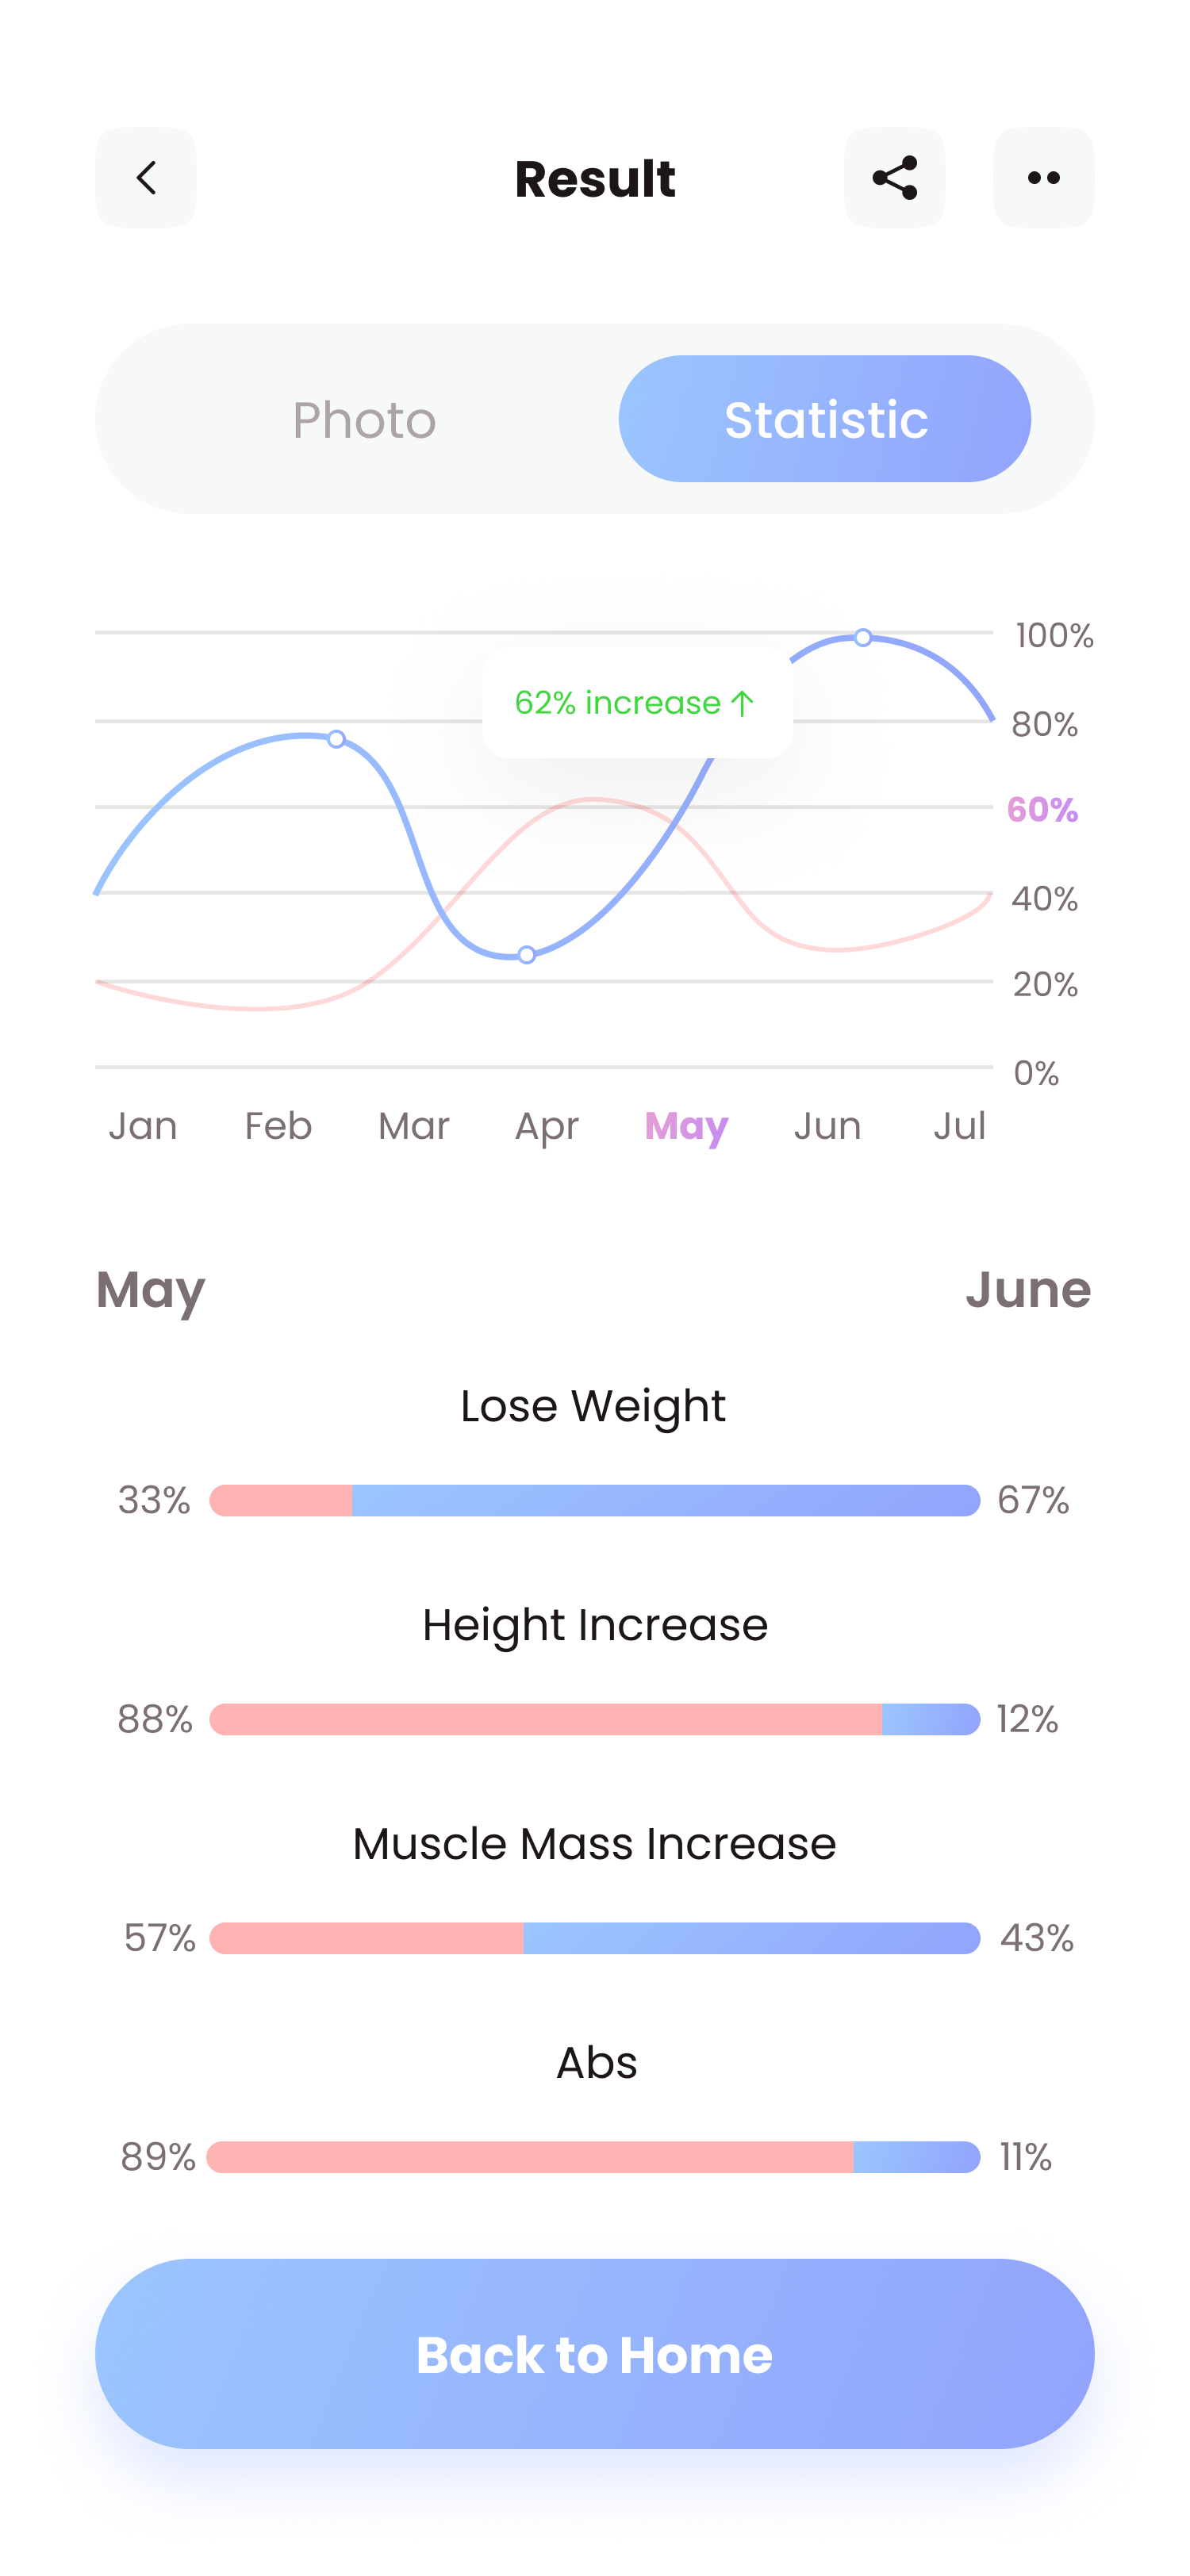 Result
Photo
Statistic
62% increase ↑
100%
80%
60%
40%
20%
0%
Jan Feb Mar Apr May Jun Jul
May June
Lose Weight
33% 67%
Height Increase
88% 12%
Muscle Mass Increase
57% 43%
Abs
89% 11%
Back to Home